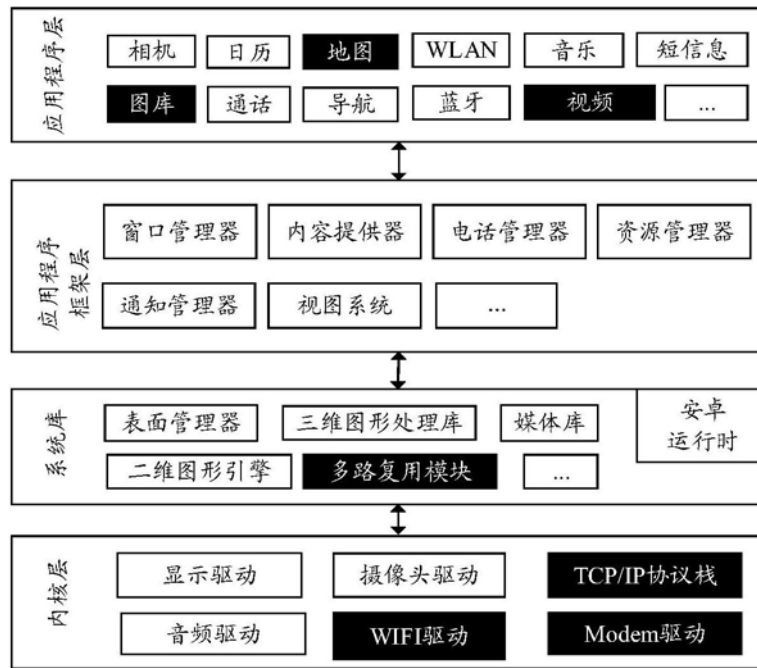 应用程序层
相机 日历 地图 WLAN 音乐 短信息
图库 通话 导航 蓝牙 视频 ...
应用程序
框架层
窗口管理器 内容提供器 电话管理器 资源管理器
通知管理器 视图系统 ...
系统库
表面管理器 三维图形处理库 媒体库
安卓
运行时
二维图形引擎 多路复用模块 ...
内核层
显示驱动 摄像头驱动 TCP/IP协议栈
音频驱动 WIFI驱动 Modem驱动